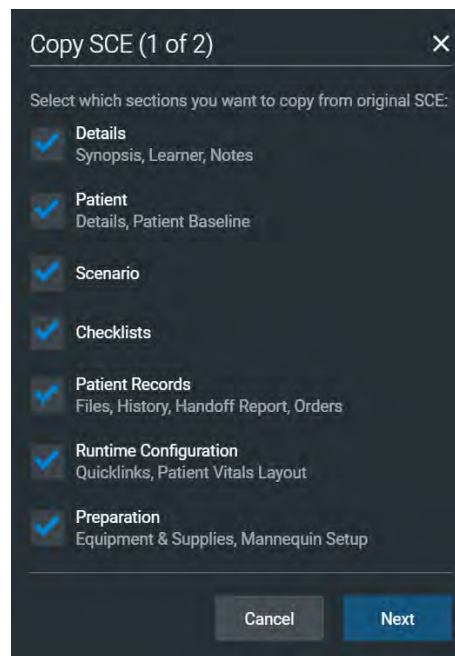 Copy SCE (1 of 2)
Select which sections you want to copy from original SCE:
Details
Synopsis, Learner, Notes
Patient
Details, Patient Baseline
Scenario
Checklists
Patient Records
Files, History, Handoff Report, Orders
Runtime Configuration
Quicklinks, Patient Vitals Layout
Preparation
Equipment & Supplies, Mannequin Setup
Cancel Next